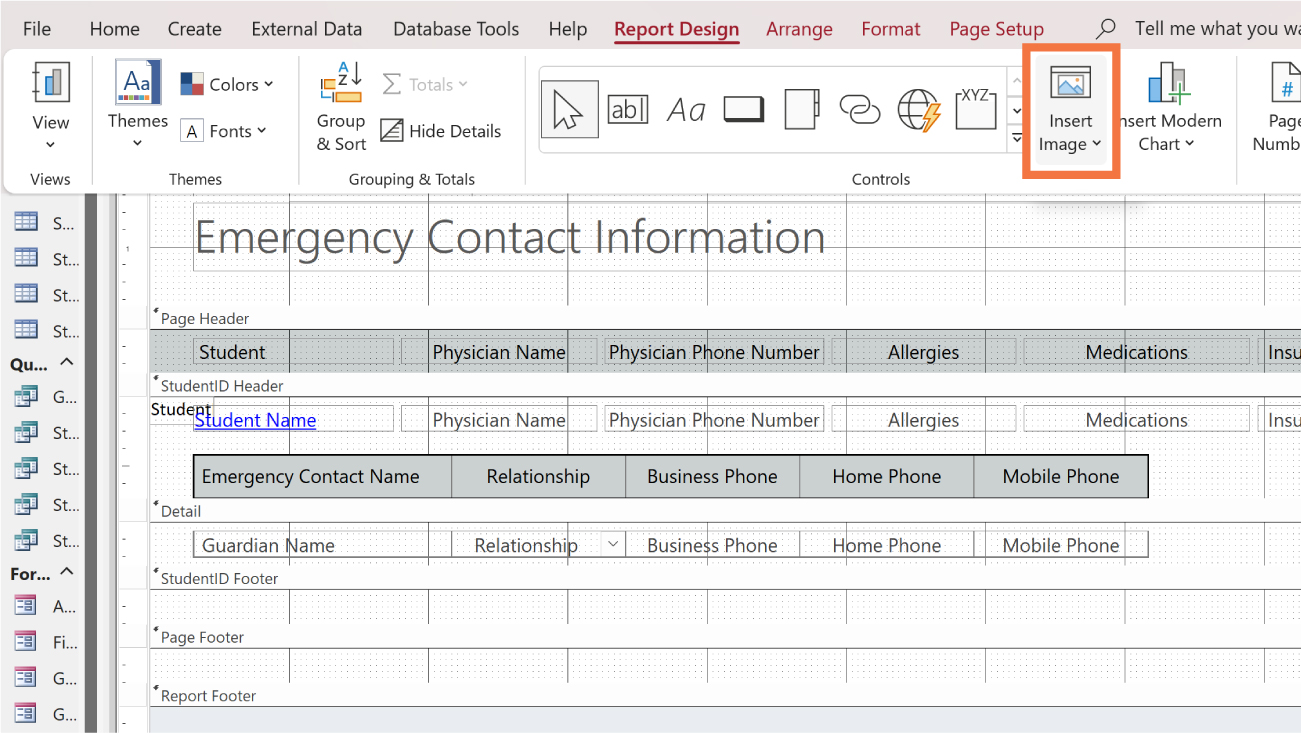 File Home Create External Data Database Tools Help Report Design Arrange Format Page Setup Tell me what you wa
View
Views
Aa
Themes
Colors
A Fonts
Themes
A
Z
Group
& Sort
Totals
Hide Details
Grouping & Totals
ab Aa XYZ
Controls
Insert
Image
nsert Modern
Chart
#
Page
Numb
S...
St...
St...
St...
Qu...
G...
St...
St...
St...
St...
For...
A...
Fi...
G...
G...
1
Emergency Contact Information
Page Header
Student Physician Name Physician Phone Number Allergies Medications Insu
StudentID Header
Student
Student Name Physician Name Physician Phone Number Allergies Medications Insu
Emergency Contact Name Relationship Business Phone Home Phone Mobile Phone
Detail
Guardian Name Relationship Business Phone Home Phone Mobile Phone
StudentID Footer
Page Footer
Report Footer